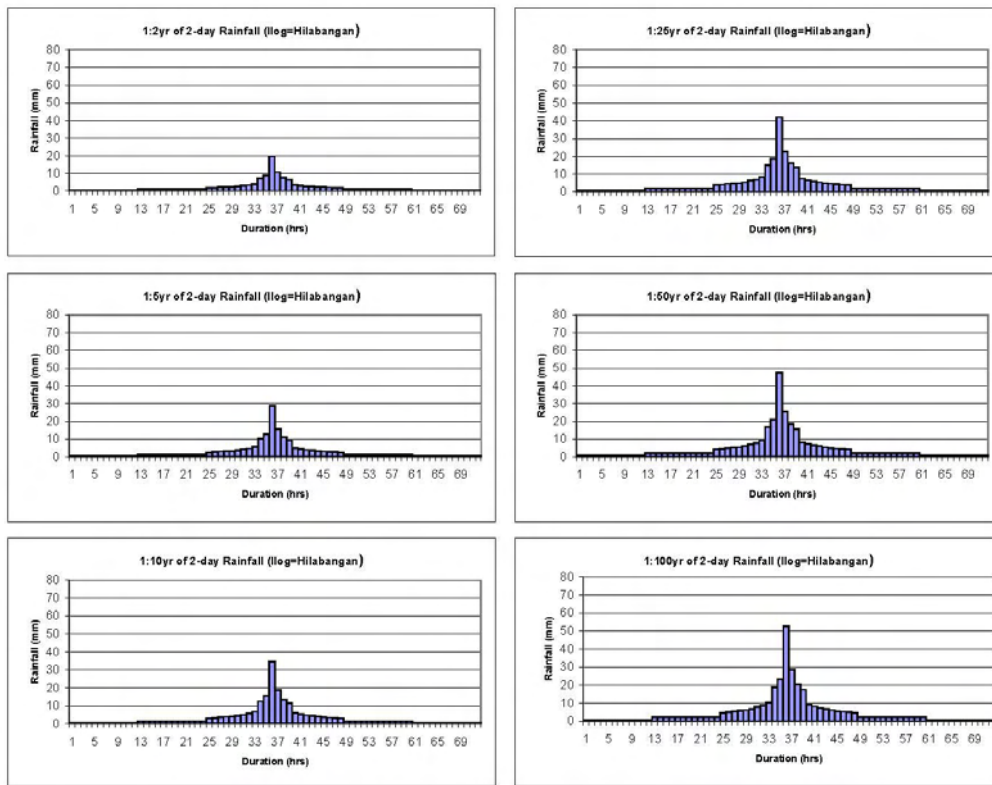 1:2yr of 2-day Rainfall (Ilog=Hilabangan)
80
70
60
50
40
30
20
10
0
Rainfall (mm)
1 5 9 13 17 21 25 29 33 37 41 45 49 53 57 61 65 69
Duration (hrs)
1:25yr of 2-day Rainfall (Ilog=Hilabangan)
80
70
60
50
40
30
20
10
0
Rainfall (mm)
1 5 9 13 17 21 25 29 33 37 41 45 49 53 57 61 65 69
Duration (hrs)
1:5yr of 2-day Rainfall (Ilog=Hilabangan)
80
70
60
50
40
30
20
10
0
Rainfall (mm)
1 5 9 13 17 21 25 29 33 37 41 45 49 53 57 61 65 69
Duration (hrs)
1:50yr of 2-day Rainfall (Ilog=Hilabangan)
80
70
60
50
40
30
20
10
0
Rainfall (mm)
1 5 9 13 17 21 25 29 33 37 41 45 49 53 57 61 65 69
Duration (hrs)
1:10yr of 2-day Rainfall (Ilog=Hilabangan)
80
70
60
50
40
30
20
10
0
Rainfall (mm)
1 5 9 13 17 21 25 29 33 37 41 45 49 53 57 61 65 69
Duration (hrs)
1:100yr of 2-day Rainfall (Ilog=Hilabangan)
80
70
60
50
40
30
20
10
0
Rainfall (mm)
1 5 9 13 17 21 25 29 33 37 41 45 49 53 57 61 65 69
Duration (hrs)